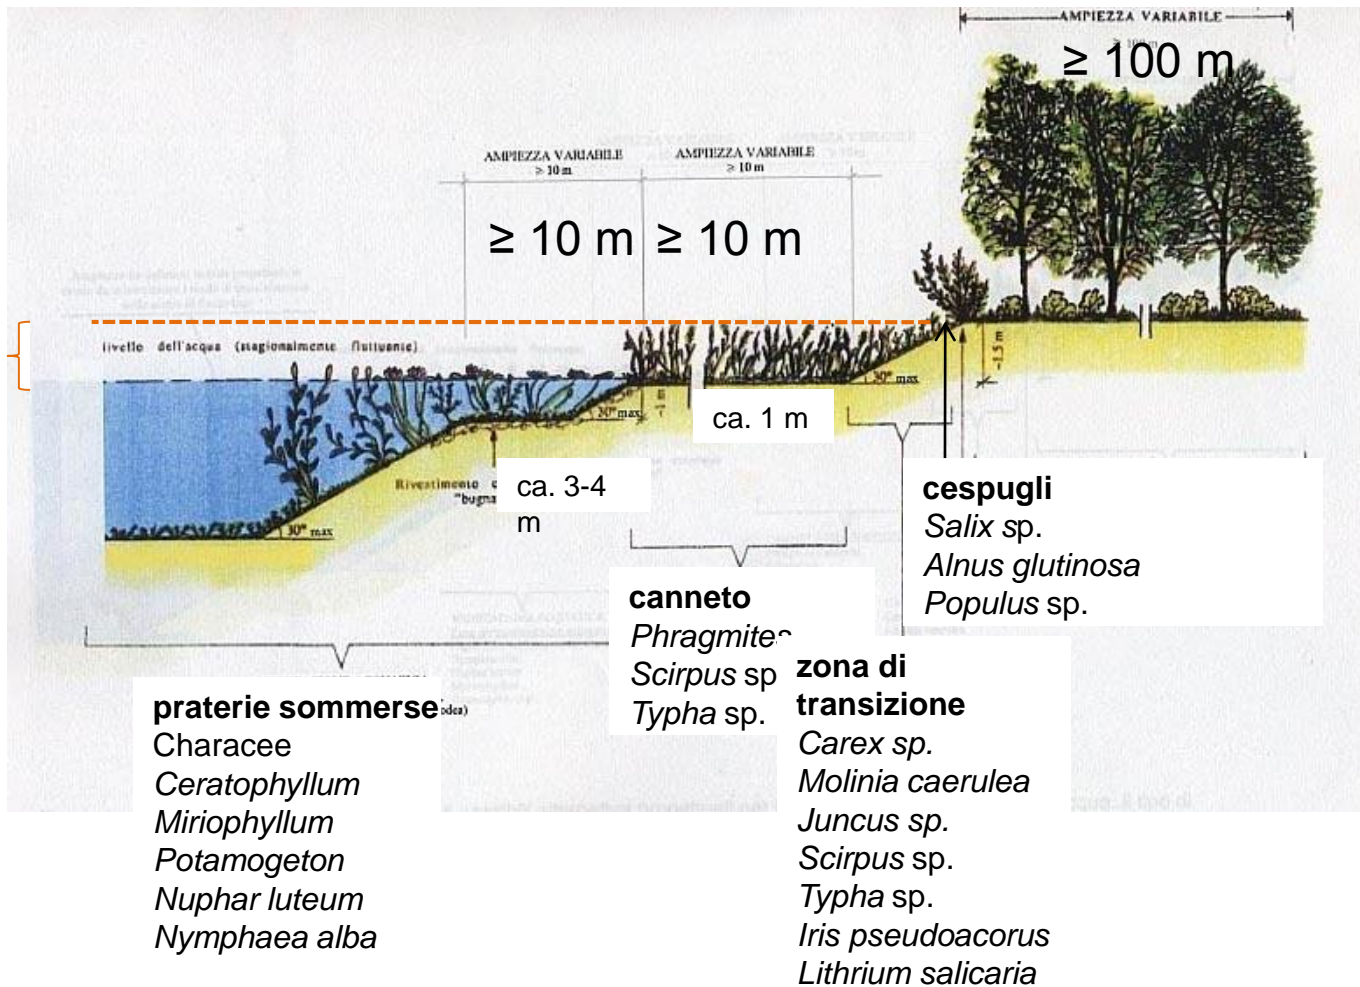 AMPIEZZA VARIABILE
≥ 100 m
AMPIEZZA VARIABILE
≥ 10 m
AMPIEZZA VARIABILE
≥ 10 m
≥ 10 m
≥ 10 m
livello dell'acqua (stagionalmente fluttuante)
30° max
~1.5 m
30° max
ca. 1 m
Rivestimento
ca. 3-4
m
30° max
cespugli
Salix sp.
Alnus glutinosa
Populus sp.
canneto
Phragmites
Scirpus sp
Typha sp.
zona di
transizione
Carex sp.
Molinia caerulea
Juncus sp.
Scirpus sp.
Typha sp.
Iris pseudoacorus
Lithrium salicaria
praterie sommerse
Characee
Ceratophyllum
Miriophyllum
Potamogeton
Nuphar luteum
Nymphaea alba